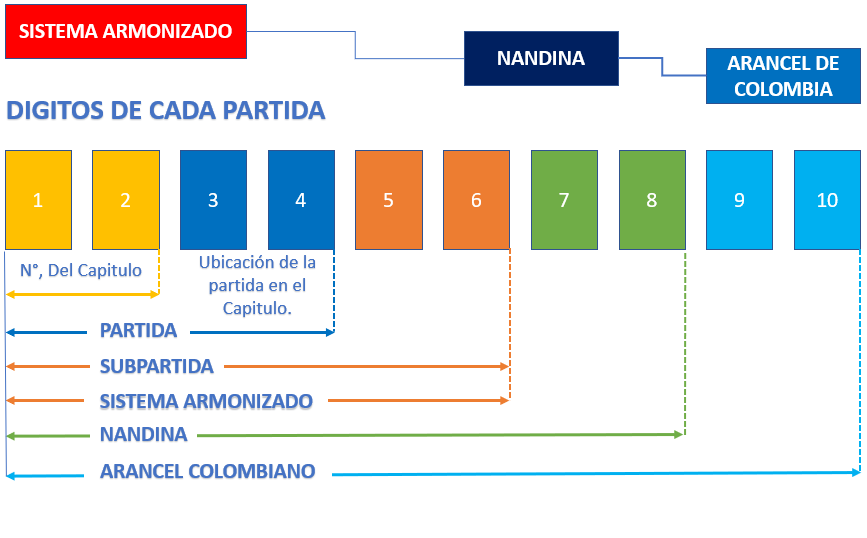 SISTEMA ARMONIZADO
NANDINA
ARANCEL DE
COLOMBIA
DIGITOS DE CADA PARTIDA
1 2 3 4 5 6 7 8 9 10
N°, Del Capitulo
Ubicación de la
partida en el
Capitulo.
PARTIDA
SUBPARTIDA
SISTEMA ARMONIZADO
NANDINA
ARANCEL COLOMBIANO